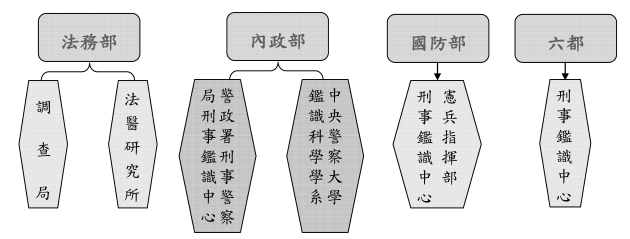 法務部
內政部
國防部
六都
調查局
法醫研究所
警政署刑事警察
局刑事鑑識中心
中央警察大學
鑑識科學學系
憲兵指揮部
刑事鑑識中心
刑事鑑識中心